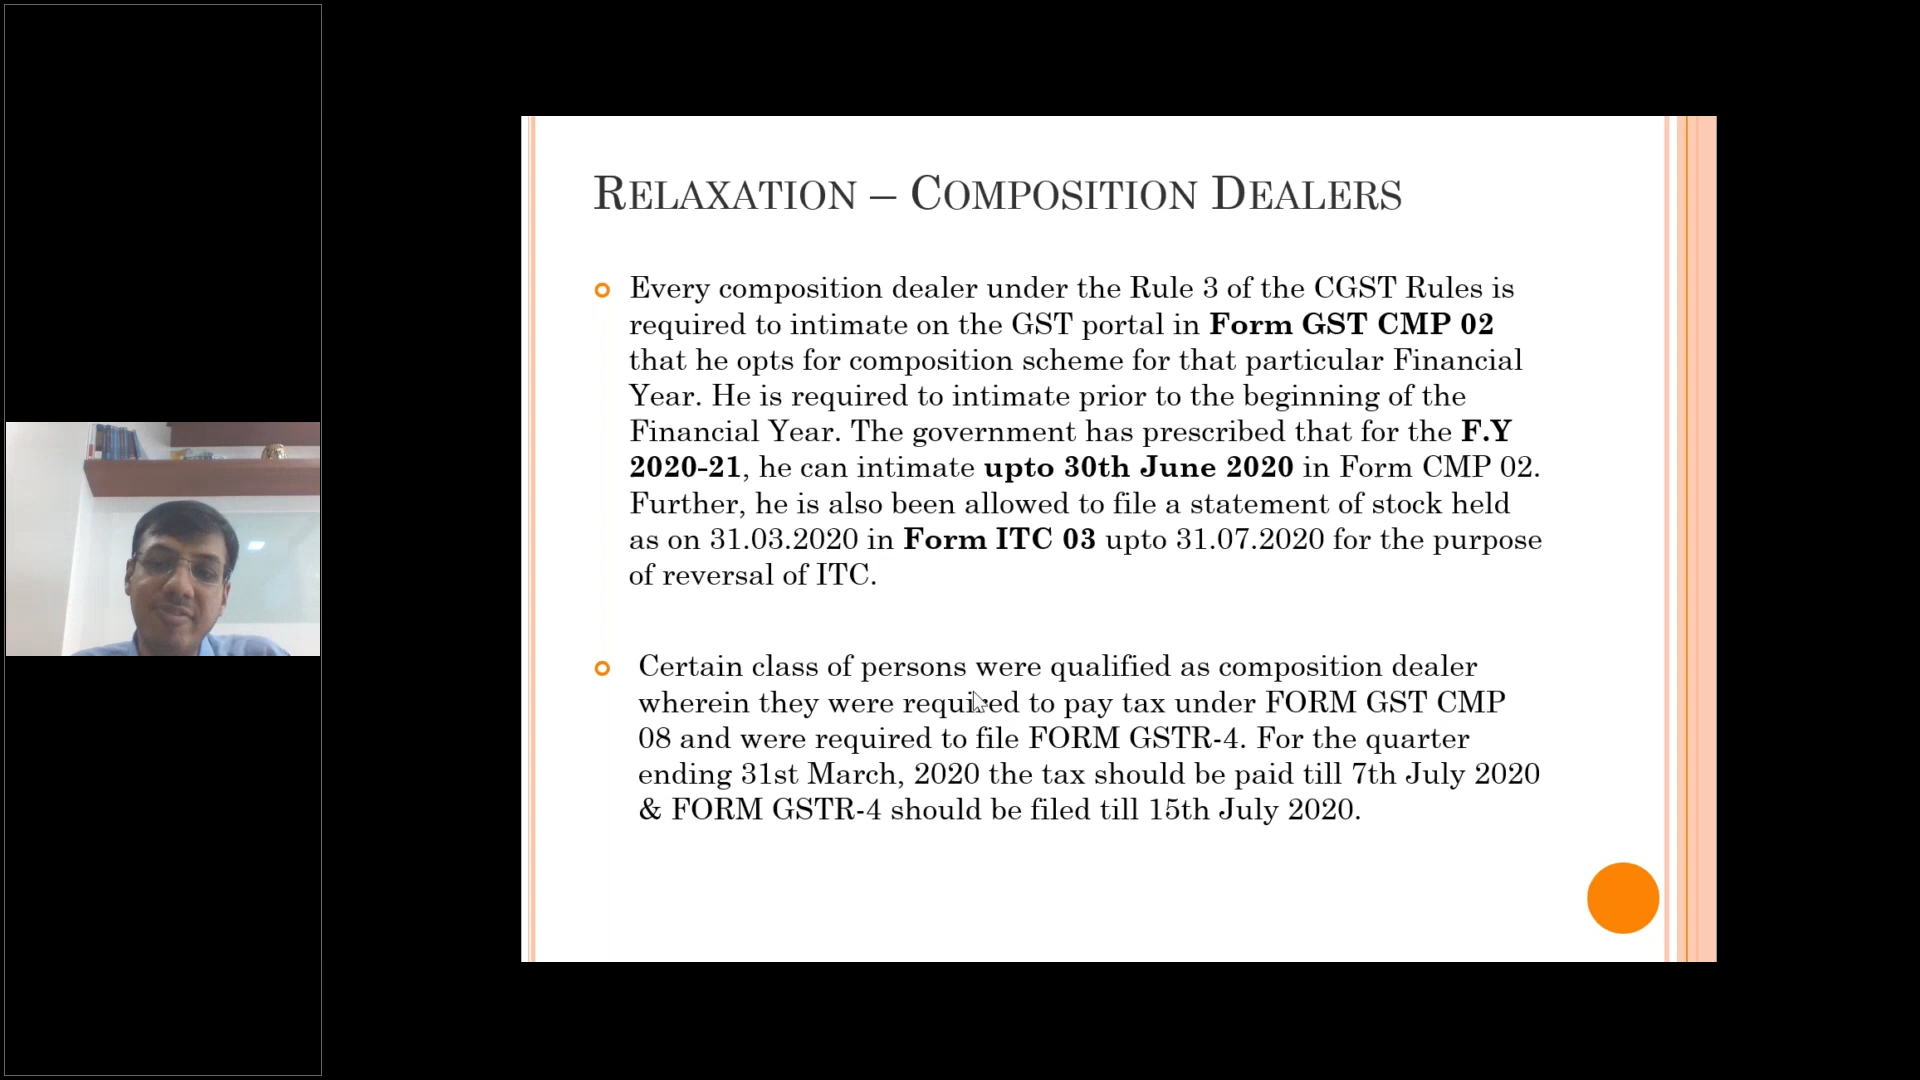 RELAXATION – COMPOSITION DEALERS
Every composition dealer under the Rule 3 of the CGST Rules is
required to intimate on the GST portal in Form GST CMP 02
that he opts for composition scheme for that particular Financial
Year. He is required to intimate prior to the beginning of the
Financial Year. The government has prescribed that for the F.Y
2020-21, he can intimate upto 30th June 2020 in Form CMP 02.
Further, he is also been allowed to file a statement of stock held
as on 31.03.2020 in Form ITC 03 upto 31.07.2020 for the purpose
of reversal of ITC.
Certain class of persons were qualified as composition dealer
wherein they were required to pay tax under FORM GST CMP
08 and were required to file FORM GSTR-4. For the quarter
ending 31st March, 2020 the tax should be paid till 7th July 2020
& FORM GSTR-4 should be filed till 15th July 2020.